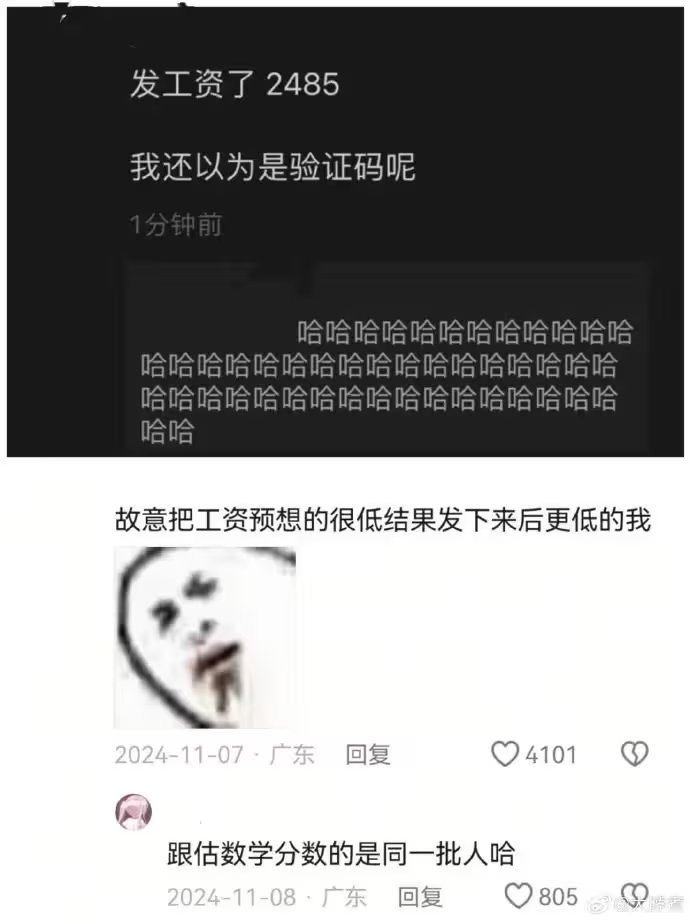 发工资了 2485
我还以为是验证码呢
1分钟前
哈哈哈哈哈哈哈哈哈哈哈哈
哈哈哈哈哈哈哈哈哈哈哈哈哈哈哈哈哈
哈哈哈哈哈哈哈哈哈哈哈哈哈哈哈哈哈
哈哈
故意把工资预想的很低结果发下来后更低的我
2024-11-07 · 广东 回复 4101
跟估数学分数的是同一批人哈
2024-11-08 · 广东 回复 805